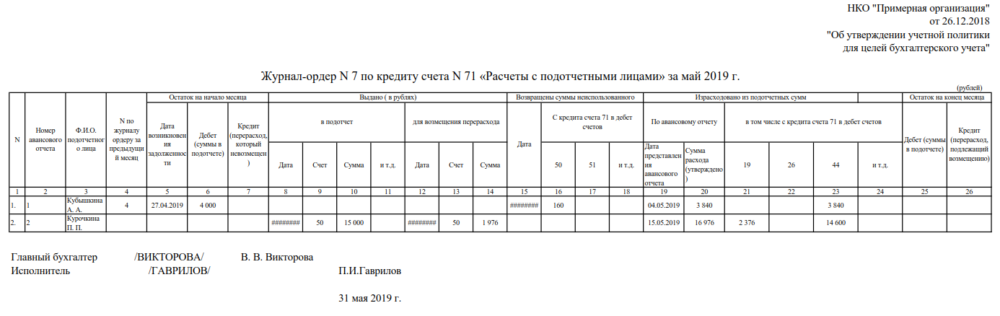 НКО "Примерная организация"
от 26.12.2018
"Об утверждении учетной политики
для целей бухгалтерского учета"
Журнал-ордер N 7 по кредиту счета N 71 «Расчеты с подотчетными лицами» за май 2019 г.
(рублей)
N
Номер
авансового
отчета
Ф.И.О.
подотчетног
о лица
N по
журналу
ордеру за
предыдущи
й месяц
Остаток на начало месяца
Дата
возникновен
ия
задолженнос
ти
Дебет
(суммы в
подотчете)
Кредит
(перерасход,
который
невозмещен
)
Выдано ( в рублях)
в подотчет
для возмещения перерасхода
Дата
Счет
Сумма
и т.д.
Дата
Счет
Сумма
Возвращены суммы неиспользованного
Дата
С кредита счета 71 в дебет
счетов
50
51
и т.д.
Израсходовано из подотчетных сумм
По авансовому отчету
в том числе с кредита счета 71 в дебет счетов
Дата
представлен
ия
авансового
отчета
Сумма
расхода
(утверждено
)
19
26
44
и т.д.
Остаток на конец месяца
Дебет (суммы
в подотчете)
Кредит
(перерасход,
подлежащий
возмещению)
1 2 3 4 5 6 7 8 9 10 11 12 13 14 15 16 17 18 19 20 21 22 23 24 25 26
1. 1 Кубышкина А. А. 4 27.04.2019 4 000 ######## 160 04.05.2019 3 840 3 840
2. 2 Курочкина П. П. ######## 50 15 000 ######## 50 1 976 15.05.2019 16 976 2 376 14 600
Главный бухгалтер /ВИКТОРОВА/ В. В. Викторова
Исполнитель /ГАВРИЛОВ/ П.И.Гаврилов
31 мая 2019 г.